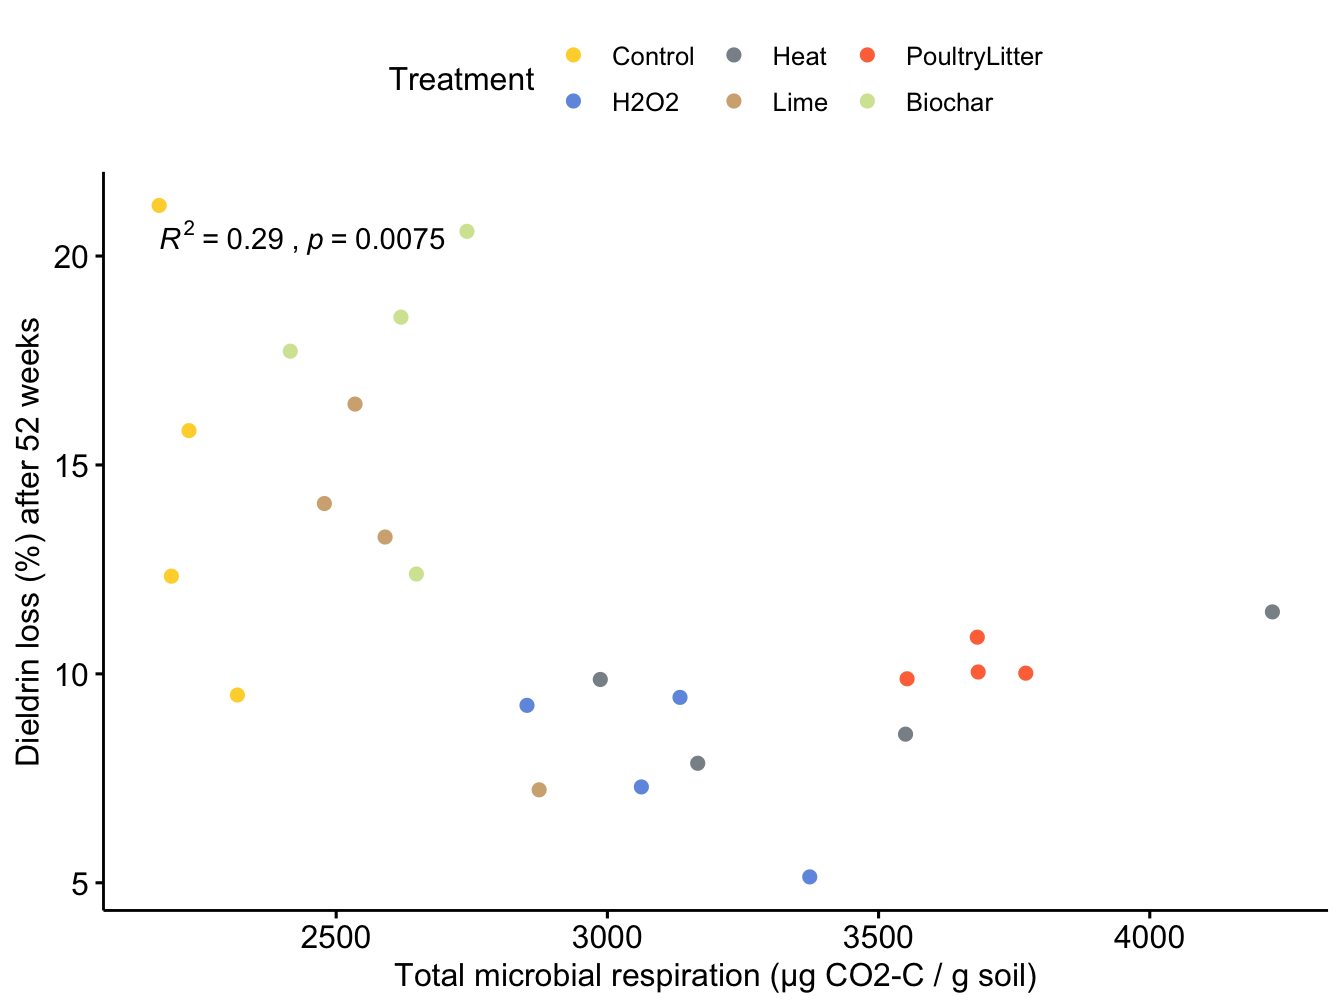 Treatment
Control Heat PoultryLitter
H2O2 Lime Biochar
R² = 0.29 , p = 0.0075
20
15
10
5
Dieldrin loss (%) after 52 weeks
2500 3000 3500 4000
Total microbial respiration (μg CO2-C / g soil)